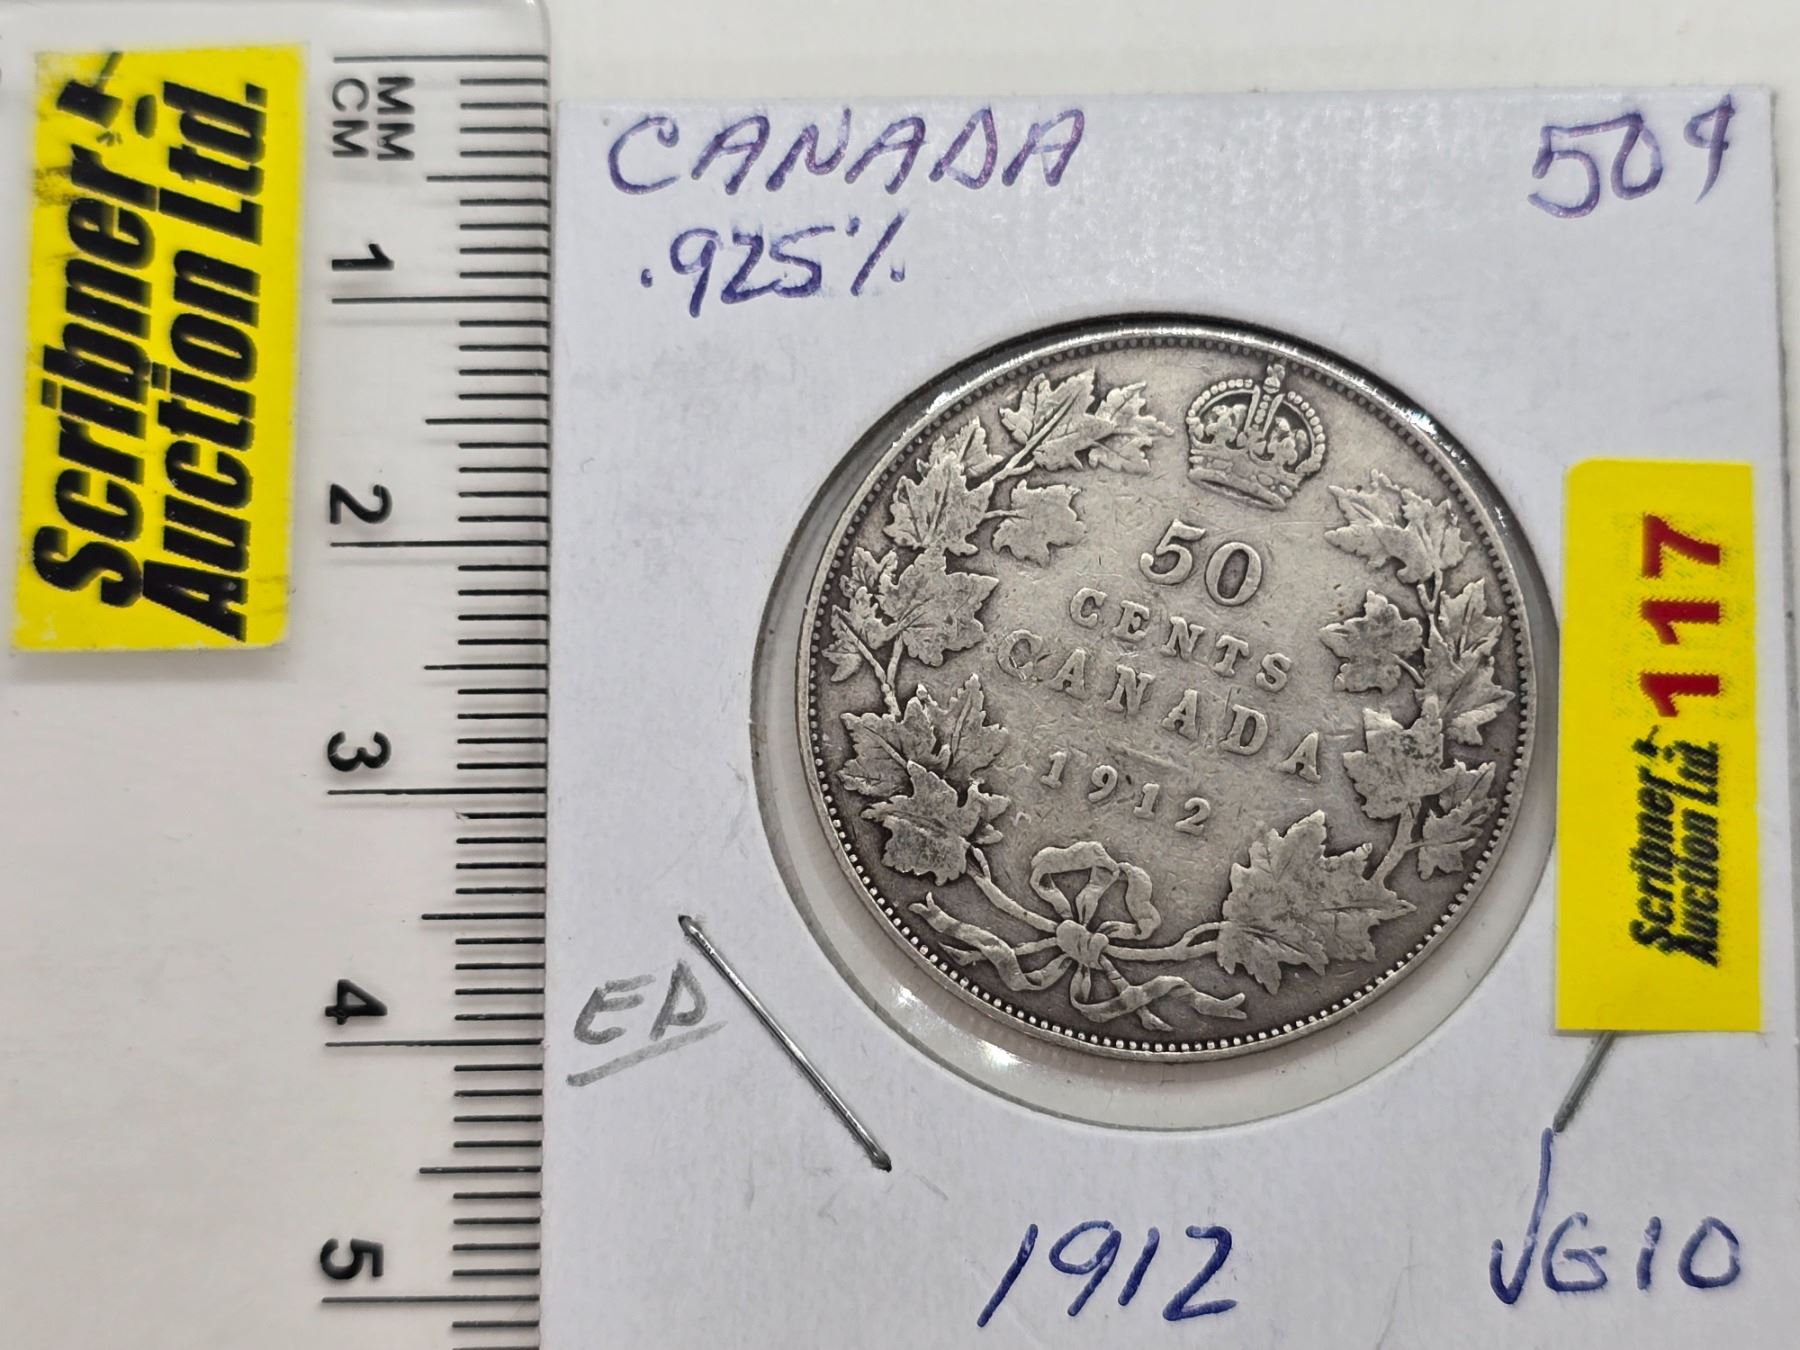 Scribner's
Auction Ltd.
MM
CM
1
2
3
4
5
CANADA
50¢
.925%
50
CENTS
CANADA
1912
117
Scribner's
Auction Ltd.
1912
VG10